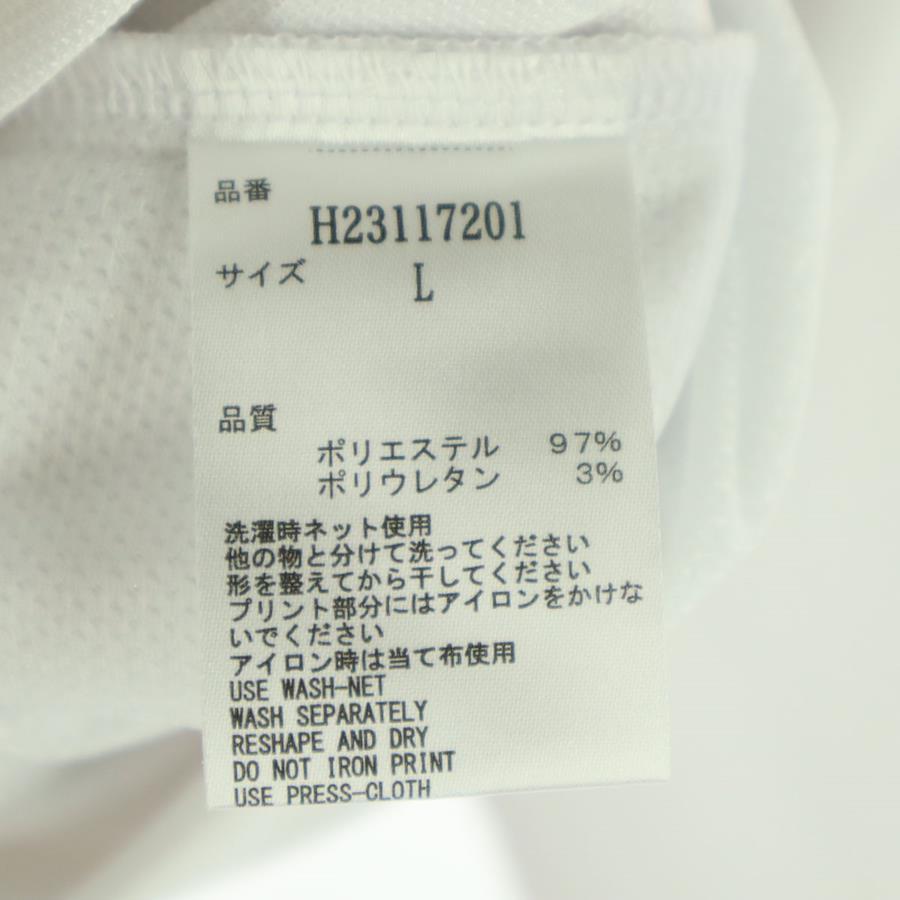 品番
H23117201
サイズ
L
品質
ポリエステル 97%
ポリウレタン 3%
洗濯時ネット使用
他の物と分けて洗ってください
形を整えてから干してください
プリント部分にはアイロンをかけな
いでください
アイロン時は当て布使用
USE WASH-NET
WASH SEPARATELY
RESHAPE AND DRY
DO NOT IRON PRINT
USE PRESS-CLOTH